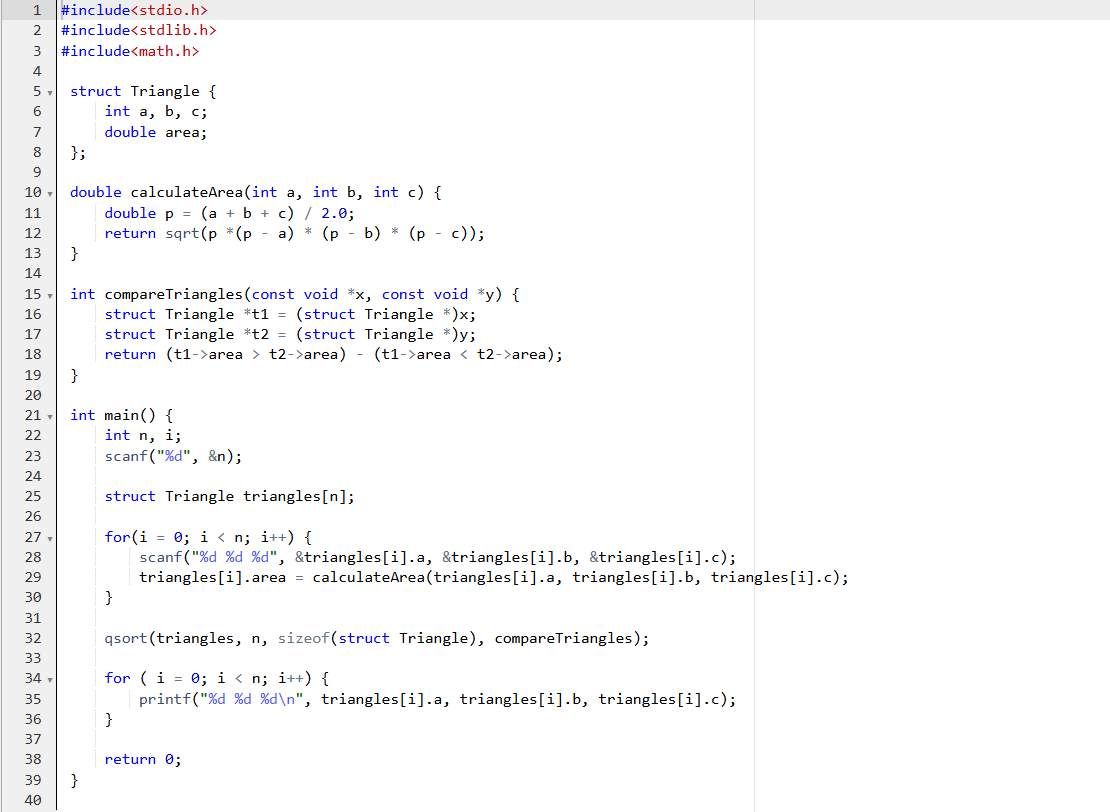 1 #include<stdio.h>
2 #include<stdlib.h>
3 #include<math.h>
4
5 struct Triangle {
6 int a, b, c;
7 double area;
8 };
9
10 double calculateArea(int a, int b, int c) {
11 double p = (a + b + c) / 2.0;
12 return sqrt(p *(p - a) * (p - b) * (p - c));
13 }
14
15 int compareTriangles(const void *x, const void *y) {
16 struct Triangle *t1 = (struct Triangle *)x;
17 struct Triangle *t2 = (struct Triangle *)y;
18 return (t1->area > t2->area) - (t1->area < t2->area);
19 }
20
21 int main() {
22 int n, i;
23 scanf("%d", &n);
24
25 struct Triangle triangles[n];
26
27 for(i = 0; i < n; i++) {
28 scanf("%d %d %d", &triangles[i].a, &triangles[i].b, &triangles[i].c);
29 triangles[i].area = calculateArea(triangles[i].a, triangles[i].b, triangles[i].c);
30 }
31
32 qsort(triangles, n, sizeof(struct Triangle), compareTriangles);
33
34 for ( i = 0; i < n; i++) {
35 printf("%d %d %d\n", triangles[i].a, triangles[i].b, triangles[i].c);
36 }
37
38 return 0;
39 }
40